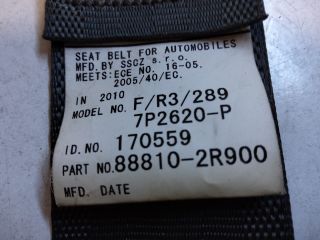 SEAT BELT FOR AUTOMOBILES
MFD.BY SSCZ s.r.o.
MEETS:ECE NO. 16-05.
2005/40/EC.
IN 2010
MODEL NO. F/R3/289
7P2620-P
ID.NO. 170559
PART NO.88810-2R900
MFD. DATE